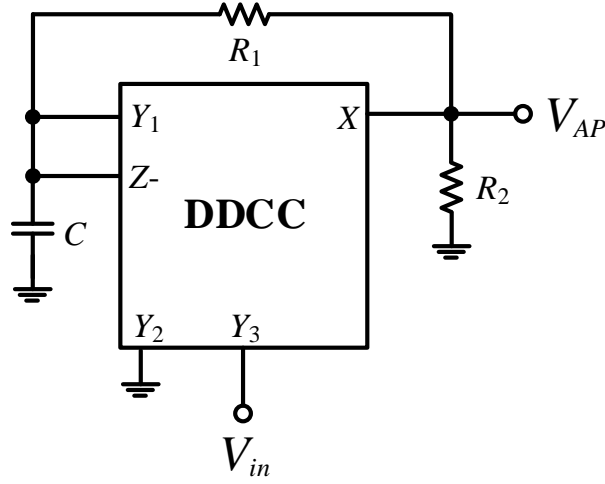 R1
Y1
X
VAP
Z-
R2
DDCC
C
Y2
Y3
Vin